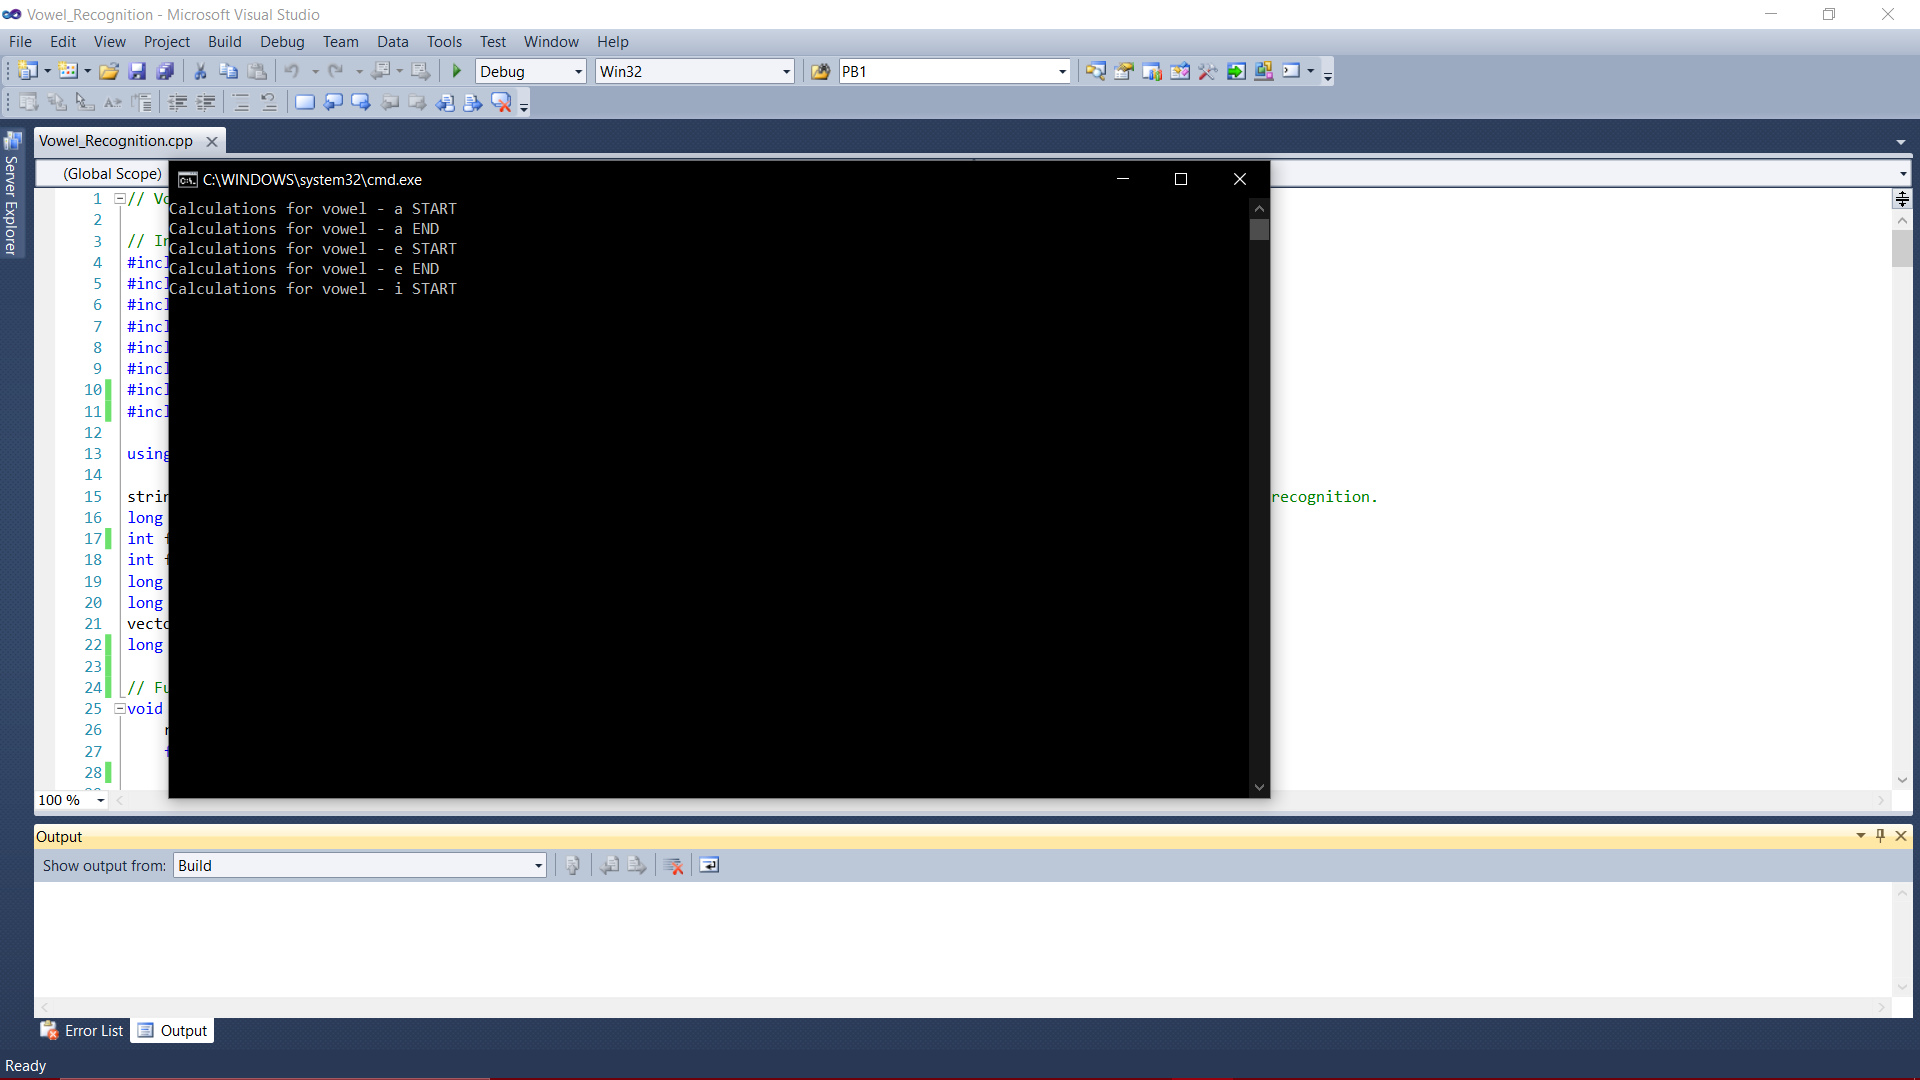 Vowel_Recognition - Microsoft Visual Studio
File Edit View Project Build Debug Team Data Tools Test Window Help
Debug Win32 PB1
Vowel_Recognition.cpp
Server Explorer
(Global Scope)
C:\WINDOWS\system32\cmd.exe
Calculations for vowel - a START
Calculations for vowel - a END
Calculations for vowel - e START
Calculations for vowel - e END
Calculations for vowel - i START
1 // Vo
2
3 // In
4 #incl
5 #incl
6 #incl
7 #incl
8 #incl
9 #incl
10 #incl
11 #incl
12
13 using
14
15 strin recognition.
16 long
17 int f
18 int f
19 long
20 long
21 vecto
22 long
23
24 // Fu
25 void
26
27
28
100 %
Output
Show output from: Build
Error List Output
Ready